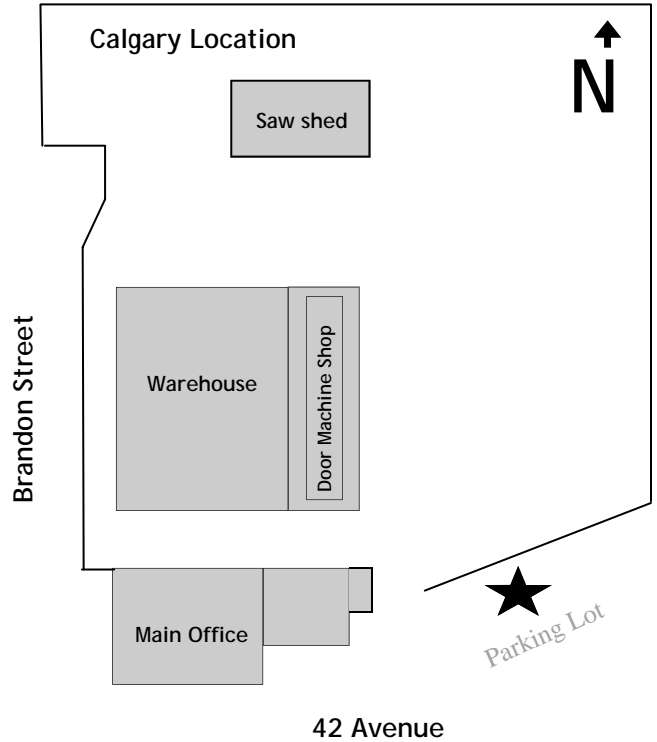 Calgary Location
N
Saw shed
Brandon Street
Warehouse
Door Machine Shop
Main Office
Parking Lot
42 Avenue